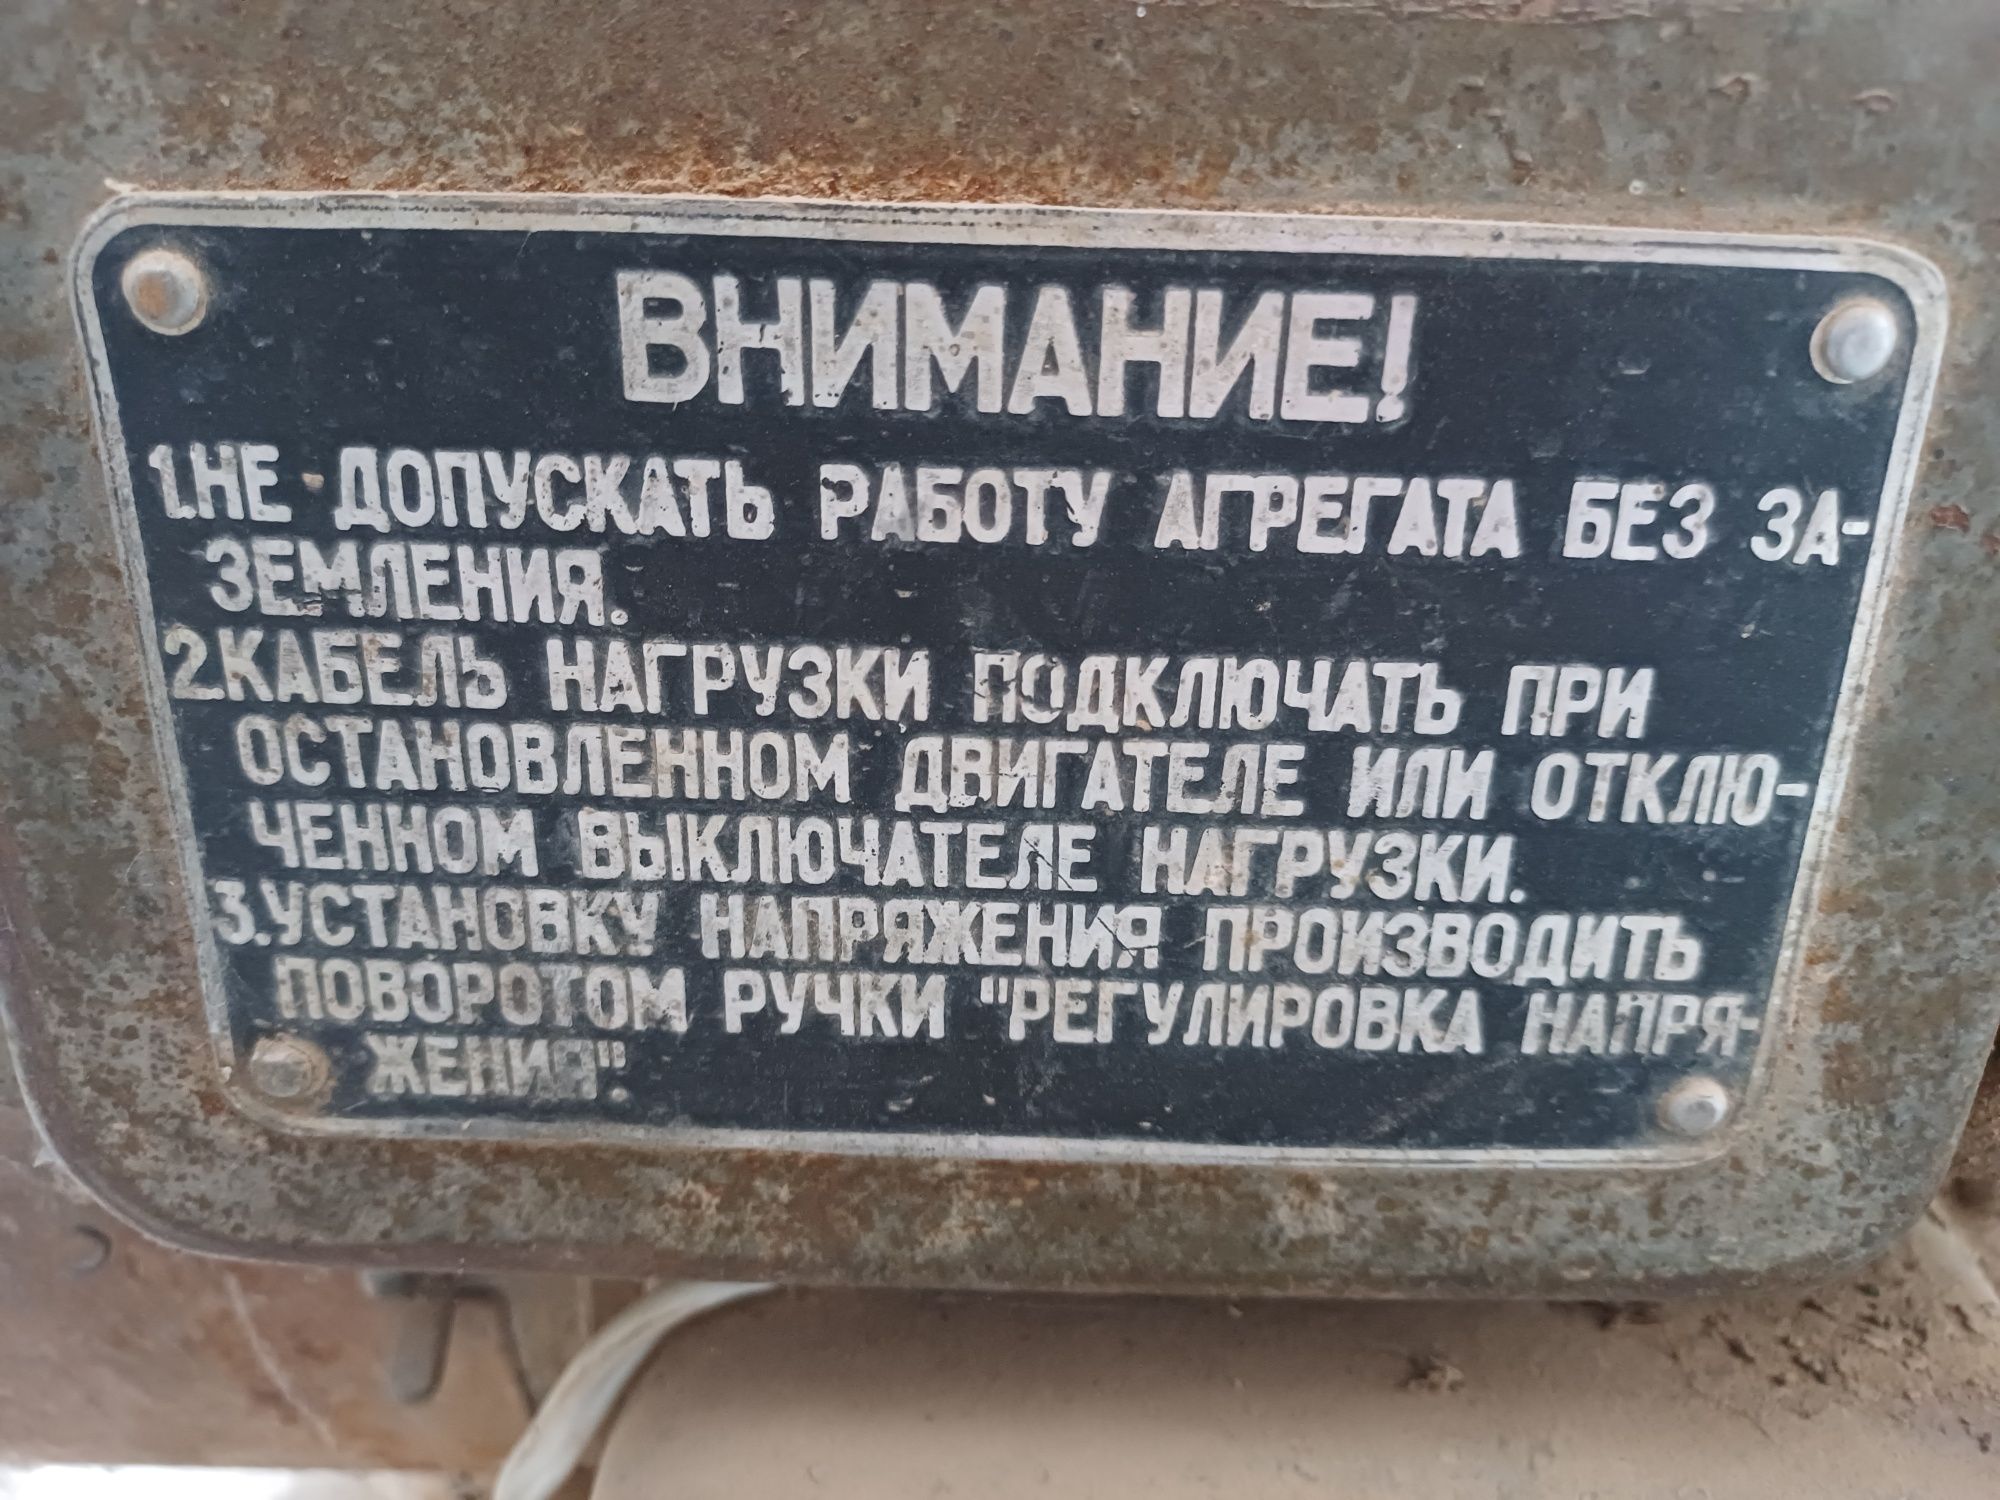 ВНИМАНИЕ!
1.НЕ ДОПУСКАТЬ РАБОТУ АГРЕГАТА БЕЗ ЗА-
ЗЕМЛЕНИЯ.
2.КАБЕЛЬ НАГРУЗКИ ПОДКЛЮЧАТЬ ПРИ
ОСТАНОВЛЕННОМ ДВИГАТЕЛЕ ИЛИ ОТКЛЮ-
ЧЕННОМ ВЫКЛЮЧАТЕЛЕ НАГРУЗКИ.
3.УСТАНОВКУ НАПРЯЖЕНИЯ ПРОИЗВОДИТЬ
ПОВОРОТОМ РУЧКИ "РЕГУЛИРОВКА НАПРЯ-
ЖЕНИЯ".